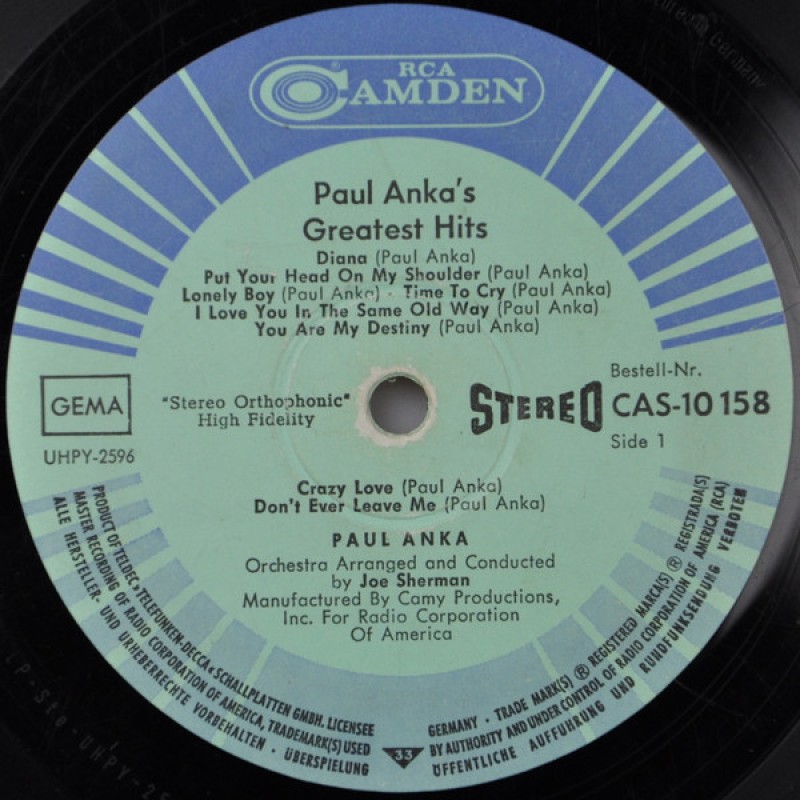 RCA
CAMDEN
®
Paul Anka's
Greatest Hits
Diana (Paul Anka)
Put Your Head On My Shoulder (Paul Anka)
Lonely Boy (Paul Anka) · Time To Cry (Paul Anka)
I Love You In The Same Old Way (Paul Anka)
You Are My Destiny (Paul Anka)
GEMA
UHPY-2596
"Stereo Orthophonic"
High Fidelity
STEREO
Bestell-Nr.
CAS-10 158
Side 1
Crazy Love (Paul Anka)
Don't Ever Leave Me (Paul Anka)
PAUL ANKA
Orchestra Arranged and Conducted
by Joe Sherman
Manufactured By Camy Productions,
Inc. For Radio Corporation
Of America
PRODUCT OF TELDEC »TELEFUNKEN-DECCA« SCHALLPLATTEN GMBH. LICENSEE
MASTER RECORDING OF RADIO CORPORATION OF AMERICA, TRADEMARK(S) USED
ALLE HERSTELLER- UND URHEBERRECHTE VORBEHALTEN · ÜBERSPIELUNG
33
GERMANY · TRADE MARK(S) ® REGISTERED MARCA(S) ® REGISTRADA(S)
BY AUTHORITY AND UNDER CONTROL OF RADIO CORPORATION OF AMERICA (RCA)
ÖFFENTLICHE AUFFÜHRUNG UND RUNDFUNKSENDUNG VERBOTEN